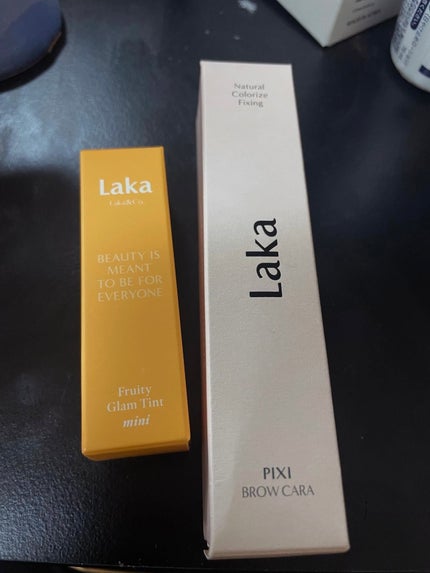 Laka
Laka&Co.
BEAUTY IS
MEANT
TO BE FOR
EVERYONE
Fruity
Glam Tint
mini
Natural
Colorize
Fixing
Laka
PIXI
BROW CARA